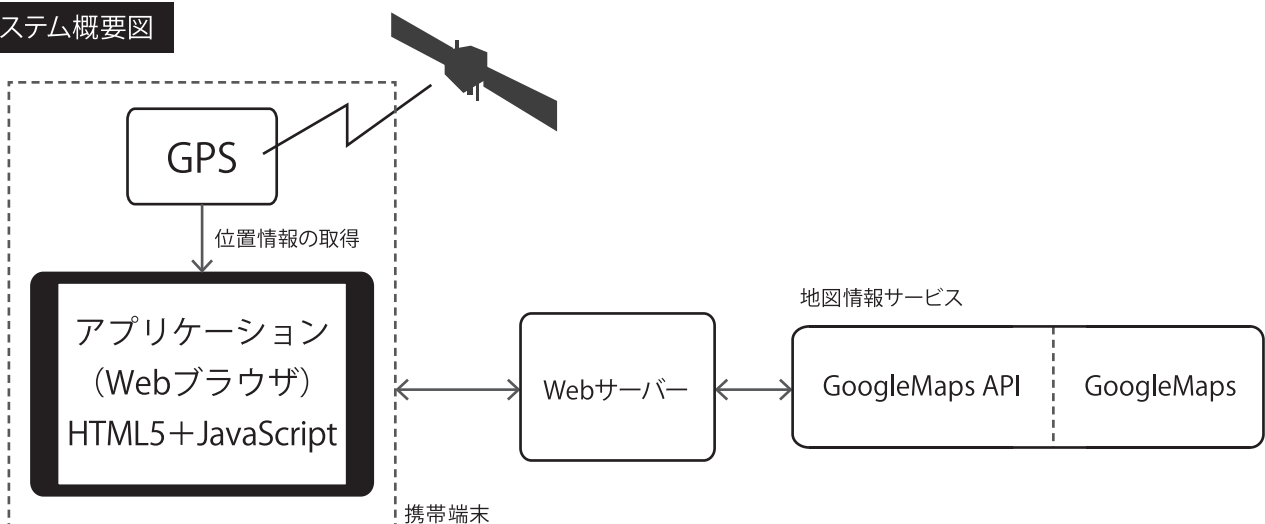 ステム概要図
GPS
位置情報の取得
アプリケーション
（Webブラウザ）
HTML5＋JavaScript
携帯端末
Webサーバー
地図情報サービス
GoogleMaps API
GoogleMaps